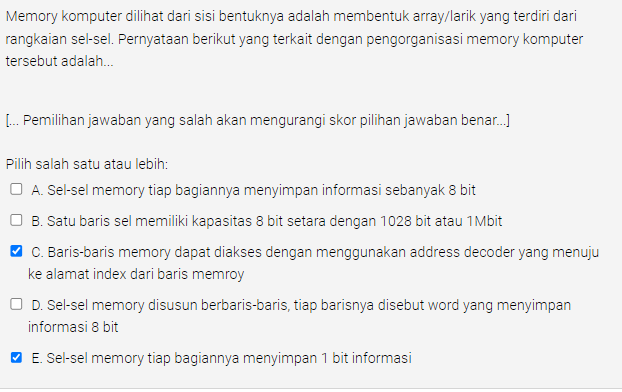 Memory komputer dilihat dari sisi bentuknya adalah membentuk array/larik yang terdiri dari
rangkaian sel-sel. Pernyataan berikut yang terkait dengan pengorganisasi memory komputer
tersebut adalah...
[... Pemilihan jawaban yang salah akan mengurangi skor pilihan jawaban benar...]
Pilih salah satu atau lebih:
A. Sel-sel memory tiap bagiannya menyimpan informasi sebanyak 8 bit
B. Satu baris sel memiliki kapasitas 8 bit setara dengan 1028 bit atau 1Mbit
C. Baris-baris memory dapat diakses dengan menggunakan address decoder yang menuju
ke alamat index dari baris memroy
D. Sel-sel memory disusun berbaris-baris, tiap barisnya disebut word yang menyimpan
informasi 8 bit
E. Sel-sel memory tiap bagiannya menyimpan 1 bit informasi